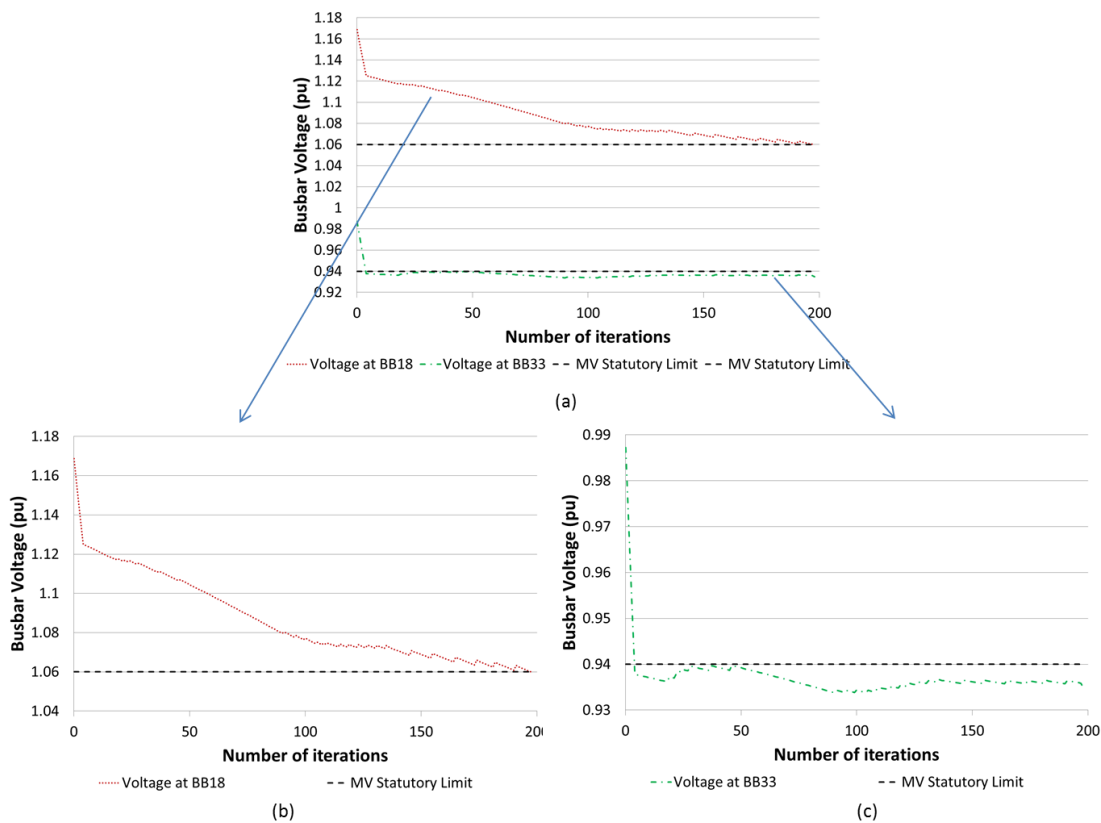 1.18
1.16
1.14
1.12
1.1
1.08
1.06
1.04
1.02
1
0.98
0.96
0.94
0.92
Busbar Voltage (pu)
0 50 100 150 200
Number of iterations
Voltage at BB18 Voltage at BB33 MV Statutory Limit MV Statutory Limit
(a)
1.18
1.16
1.14
1.12
1.1
1.08
1.06
1.04
Busbar Voltage (pu)
0 50 100 150 200
Number of iterations
Voltage at BB18 MV Statutory Limit
(b)
0.99
0.98
0.97
0.96
0.95
0.94
0.93
Busbar Voltage (pu)
0 50 100 150 200
Number of iterations
Voltage at BB33 MV Statutory Limit
(c)